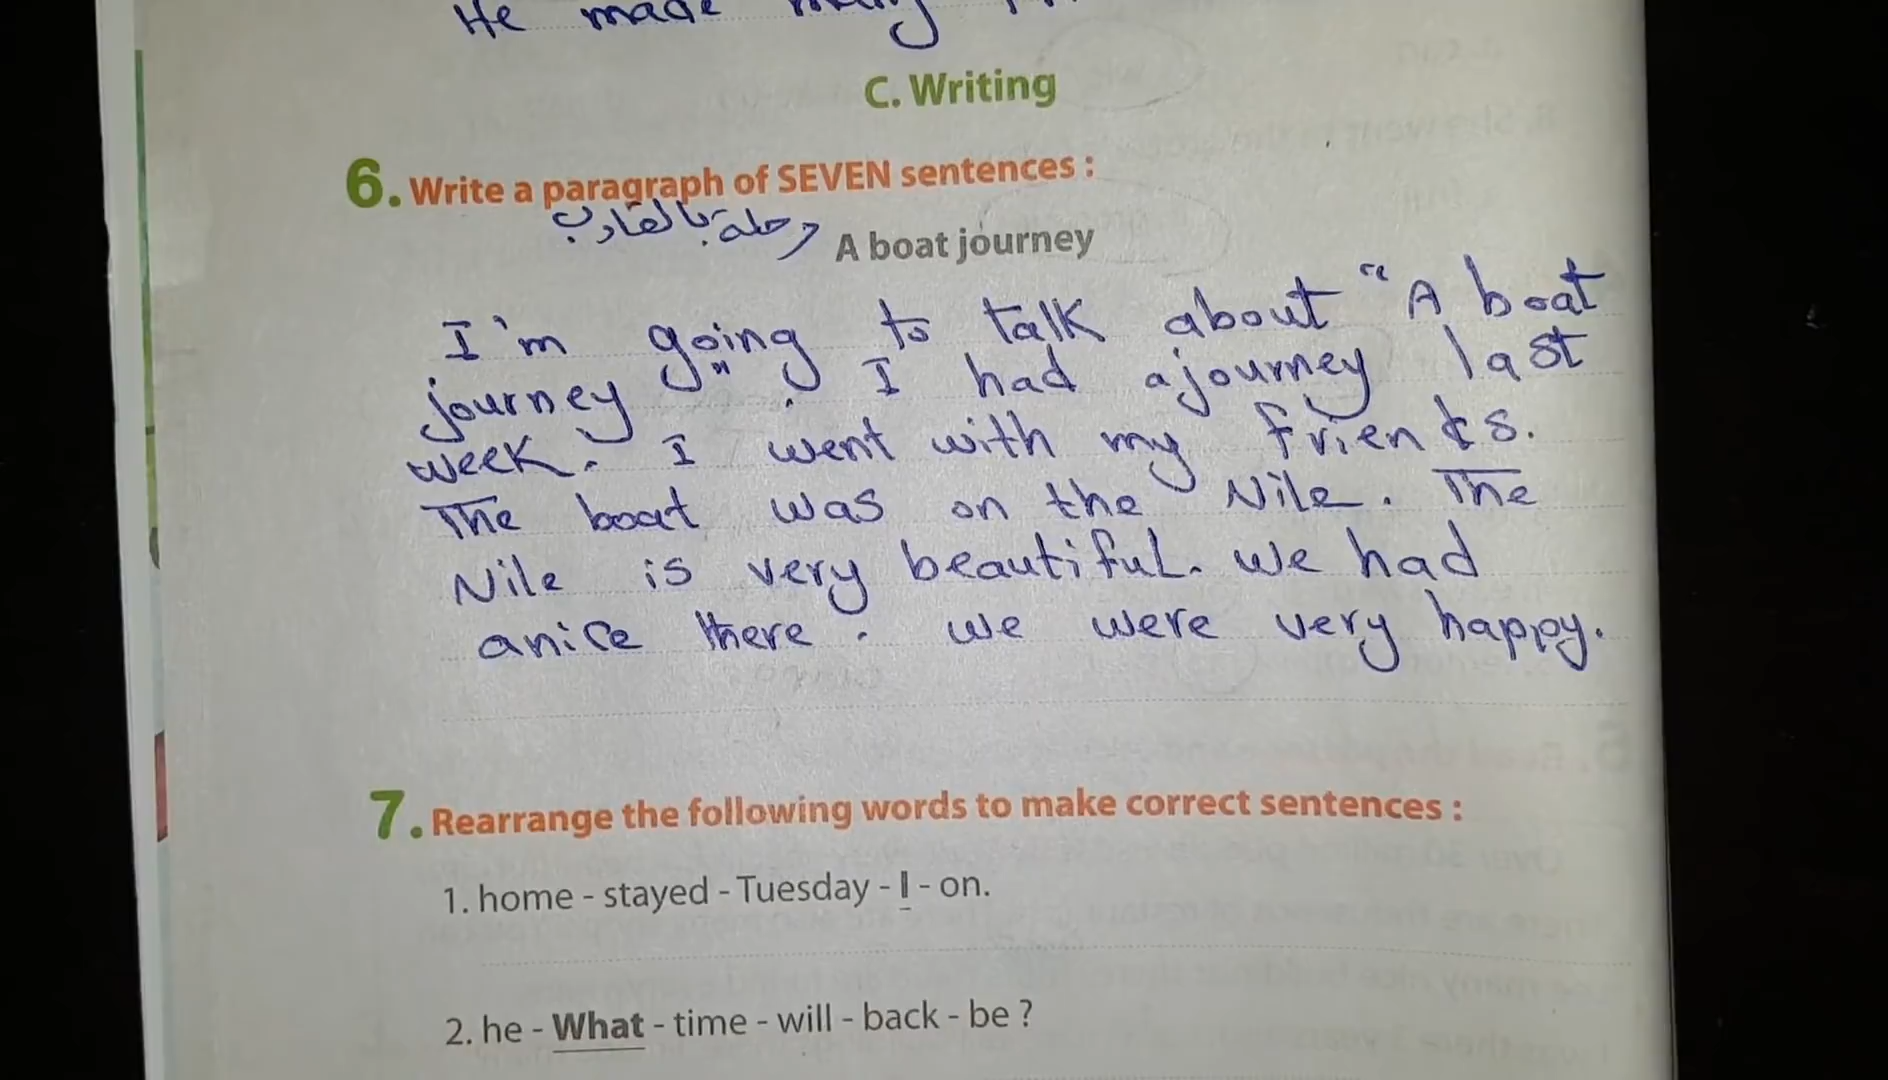 He made many
C. Writing
6. Write a paragraph of SEVEN sentences :
رحلة بالقارب
A boat journey
I'm going to talk about "A boat
journey". I had a journey last
week. I went with my friends.
The boat was on the Nile. The
Nile is very beautiful. We had
anice there. we were very happy.
7. Rearrange the following words to make correct sentences :
1. home - stayed - Tuesday - I - on.
2. he - What - time - will - back - be ?